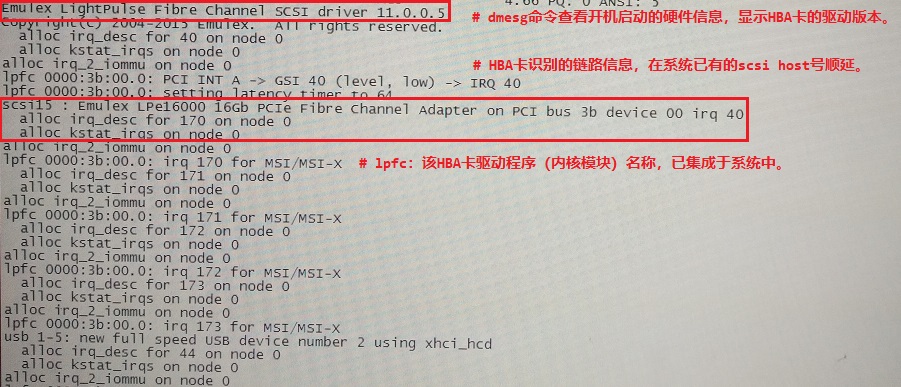 4.66 PQ: 0 ANSI: 5
Emulex LightPulse Fibre Channel SCSI driver 11.0.0.5
# dmesg命令查看开机启动的硬件信息，显示HBA卡的驱动版本。
Copyright(c) 2004-2015 Emulex. All rights reserved.
alloc irq_desc for 40 on node 0
alloc kstat_irqs on node 0
alloc irq_2_iommu on node 0
# HBA卡识别的链路信息，在系统已有的scsi host号顺延。
lpfc 0000:3b:00.0: PCI INT A -> GSI 40 (level, low) -> IRQ 40
lpfc 0000:3b:00.0: setting latency timer to 64
scsi15 : Emulex LPe16000 16Gb PCIe Fibre Channel Adapter on PCI bus 3b device 00 irq 40
alloc irq_desc for 170 on node 0
alloc kstat_irqs on node 0
alloc irq_2_iommu on node 0
lpfc 0000:3b:00.0: irq 170 for MSI/MSI-X
# lpfc：该HBA卡驱动程序（内核模块）名称，已集成于系统中。
alloc irq_desc for 171 on node 0
alloc kstat_irqs on node 0
alloc irq_2_iommu on node 0
lpfc 0000:3b:00.0: irq 171 for MSI/MSI-X
alloc irq_desc for 172 on node 0
alloc kstat_irqs on node 0
alloc irq_2_iommu on node 0
lpfc 0000:3b:00.0: irq 172 for MSI/MSI-X
alloc irq_desc for 173 on node 0
alloc kstat_irqs on node 0
alloc irq_2_iommu on node 0
lpfc 0000:3b:00.0: irq 173 for MSI/MSI-X
usb 1-5: new full speed USB device number 2 using xhci_hcd
alloc irq_desc for 44 on node 0
alloc kstat_irqs on node 0
alloc irq_2_iommu on node 0